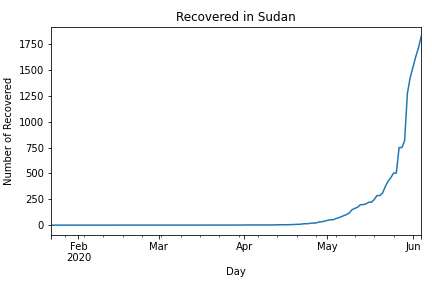 Recovered in Sudan
Number of Recovered
1750
1500
1250
1000
750
500
250
0
Feb
2020
Mar
Apr
May
Jun
Day